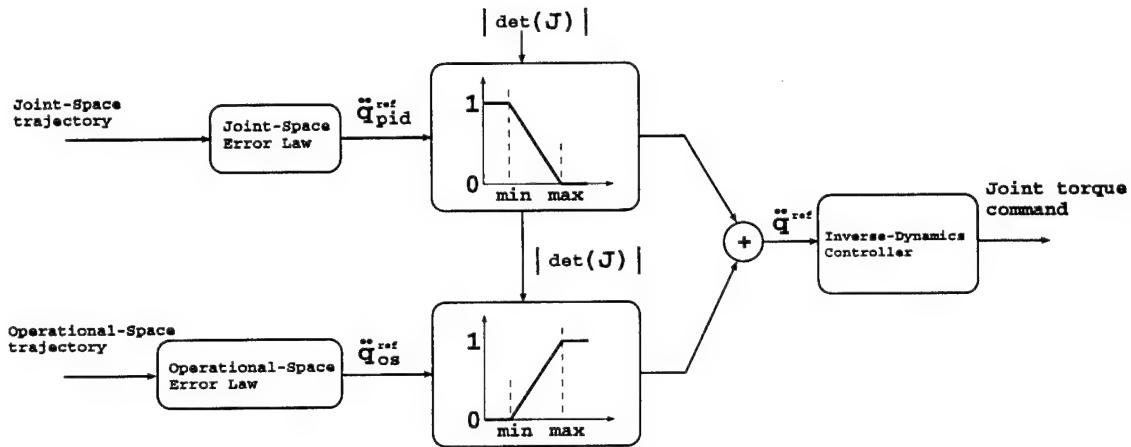 | det(J) |
Joint-Space
trajectory
Joint-Space
Error Law
q̈ ref pid
1
0
min max
| det(J) |
Joint torque
command
q̈ ref
+
Inverse-Dynamics
Controller
Operational-Space
trajectory
Operational-Space
Error Law
q̈ ref os
1
0
min max